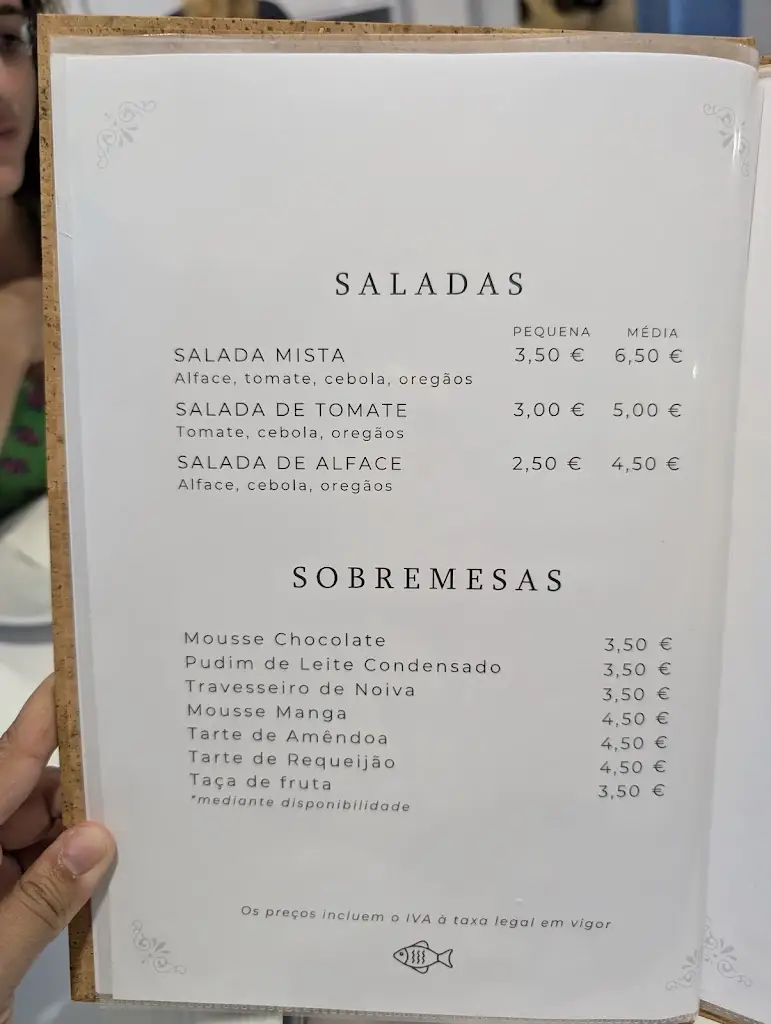 SALADAS
PEQUENA MÉDIA
SALADA MISTA 3,50 € 6,50 €
Alface, tomate, cebola, oregãos
SALADA DE TOMATE 3,00 € 5,00 €
Tomate, cebola, oregãos
SALADA DE ALFACE 2,50 € 4,50 €
Alface, cebola, oregãos
SOBREMESAS
Mousse Chocolate 3,50 €
Pudim de Leite Condensado 3,50 €
Travesseiro de Noiva 3,50 €
Mousse Manga 4,50 €
Tarte de Amêndoa 4,50 €
Tarte de Requeijão 4,50 €
Taça de fruta 3,50 €
*mediante disponibilidade
Os preços incluem o IVA à taxa legal em vigor